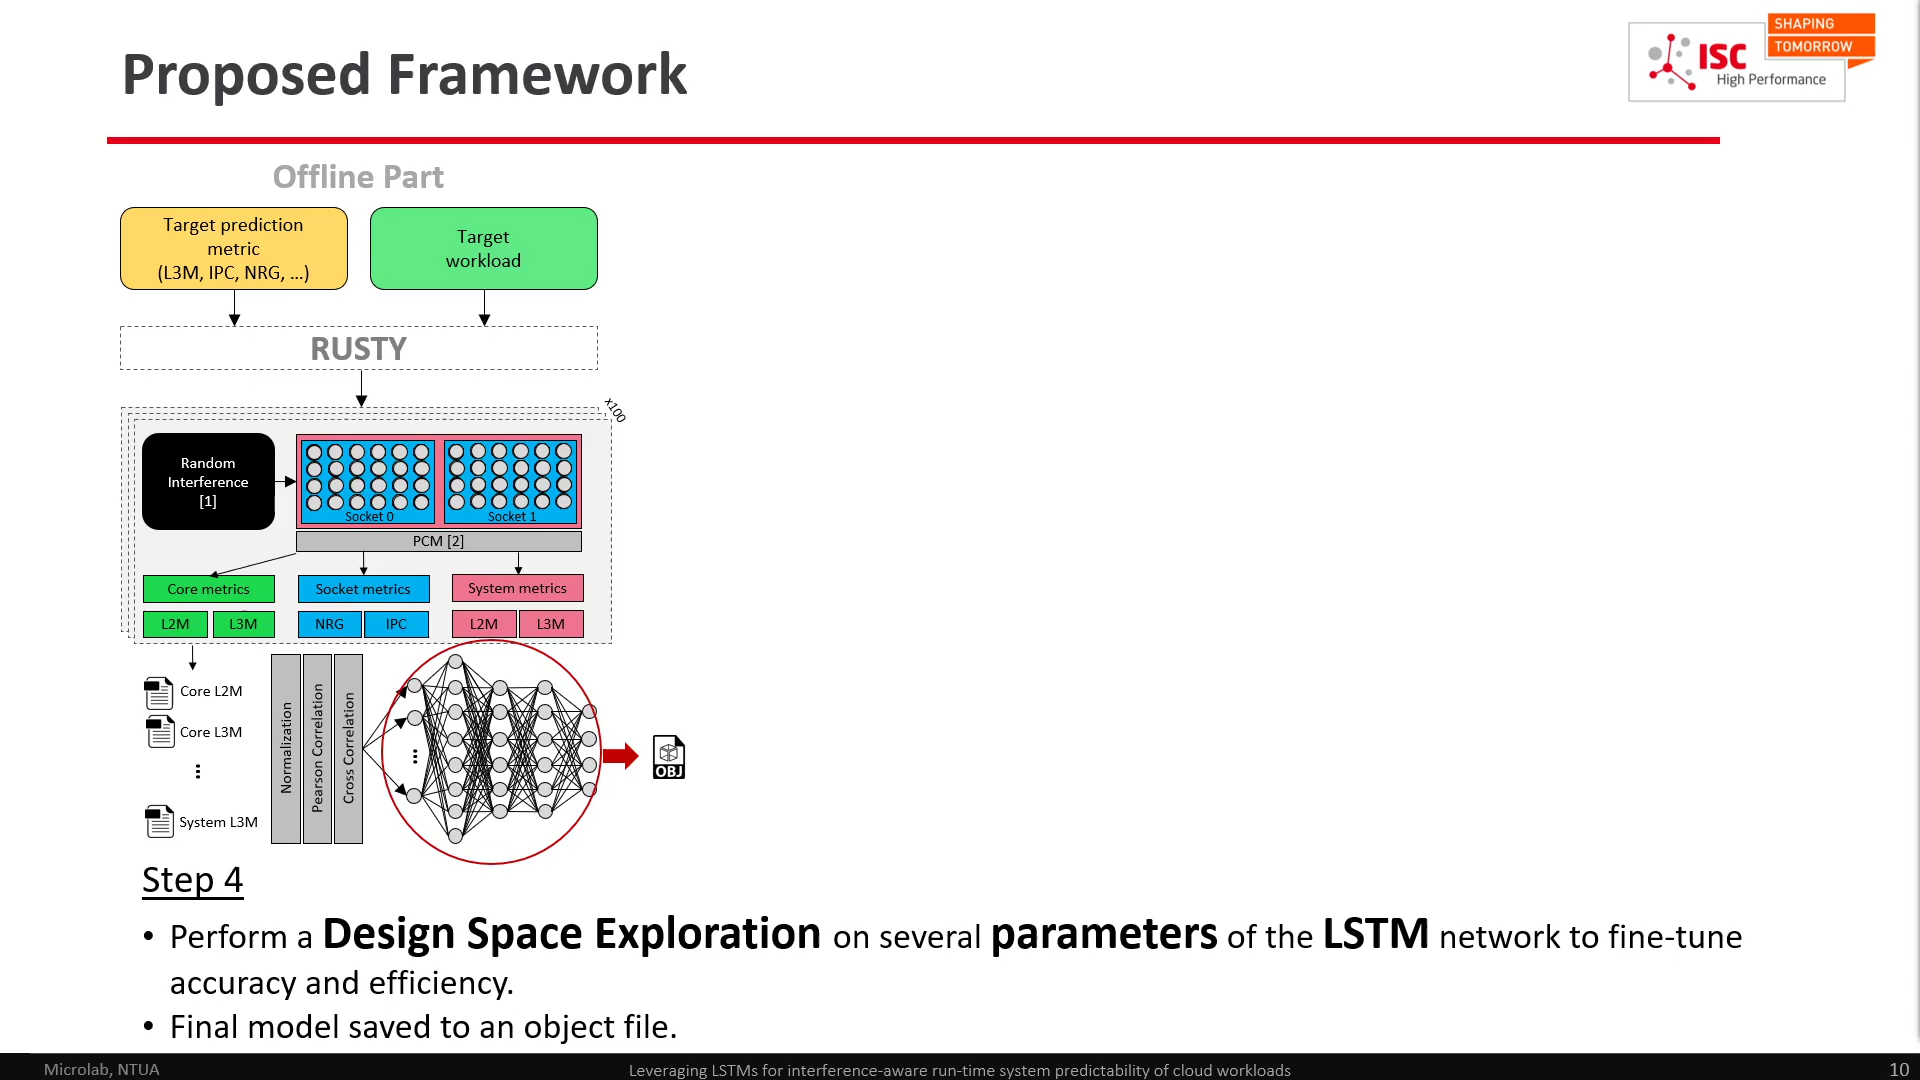 Proposed Framework
SHAPING
TOMORROW
ISC
High Performance
Offline Part
Target prediction
metric
(L3M, IPC, NRG, ...)
Target
workload
RUSTY
x100
Random
Interference
[1]
Socket 0
Socket 1
PCM [2]
Core metrics
Socket metrics
System metrics
L2M
L3M
NRG
IPC
L2M
L3M
Core L2M
Core L3M
System L3M
Normalization
Pearson Correlation
Cross Correlation
OBJ
Step 4
• Perform a Design Space Exploration on several parameters of the LSTM network to fine-tune
accuracy and efficiency.
• Final model saved to an object file.
Microlab, NTUA
Leveraging LSTMs for interference-aware run-time system predictability of cloud workloads
10